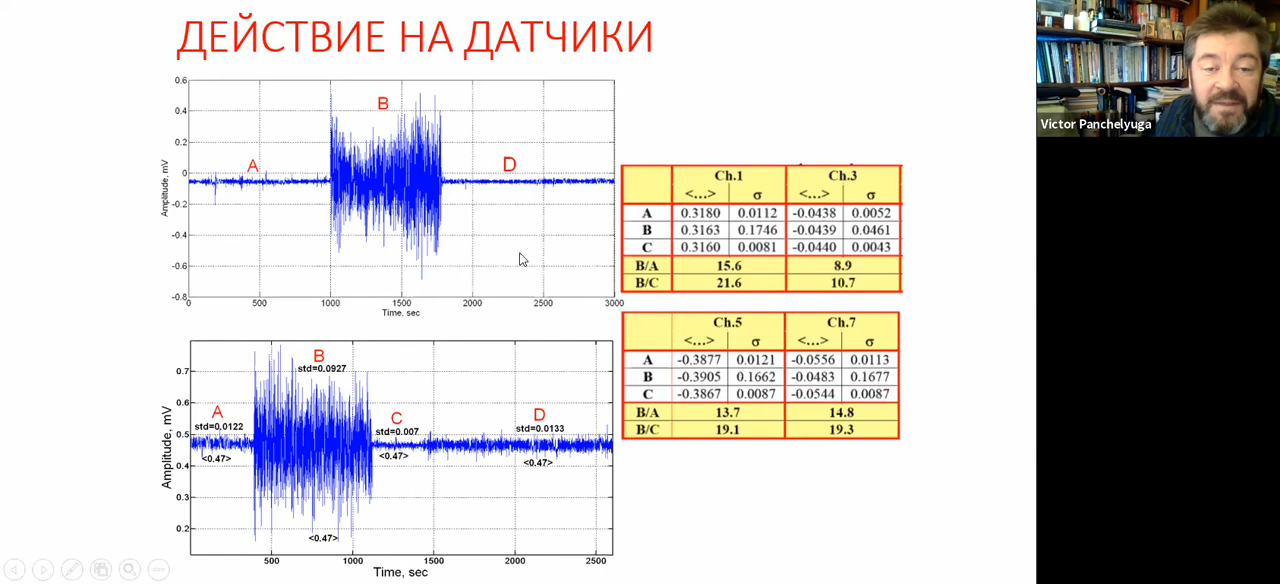 ДЕЙСТВИЕ НА ДАТЧИКИ
Victor Panchelyuga
0.6
0.4
0.2
0
-0.2
-0.4
-0.6
-0.8
Amplitude, mV
A
B
D
0 500 1000 1500 2000 2500 3000
Time, sec
Ch.1 Ch.3
<...> σ <...> σ
A 0.3180 0.0112 -0.0438 0.0052
B 0.3163 0.1746 -0.0439 0.0461
C 0.3160 0.0081 -0.0440 0.0043
B/A 15.6 8.9
B/C 21.6 10.7
0.7
0.6
0.5
0.4
0.3
0.2
Amplitude, mV
A
std=0.0122
<0.47>
B
std=0.0927
<0.47>
C
std=0.007
<0.47>
D
std=0.0133
<0.47>
500 1000 1500 2000 2500
Time, sec
Ch.5 Ch.7
<...> σ <...> σ
A -0.3877 0.0121 -0.0556 0.0113
B -0.3905 0.1662 -0.0483 0.1677
C -0.3867 0.0087 -0.0544 0.0087
B/A 13.7 14.8
B/C 19.1 19.3